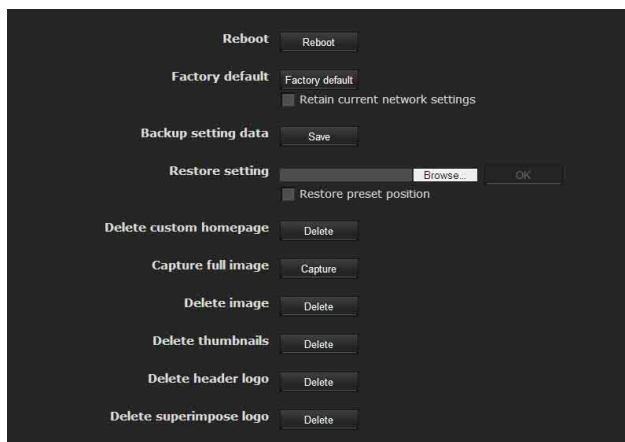 Reboot Reboot
Factory default Factory default
Retain current network settings
Backup setting data Save
Restore setting Browse... OK
Restore preset position
Delete custom homepage Delete
Capture full image Capture
Delete image Delete
Delete thumbnails Delete
Delete header logo Delete
Delete superimpose logo Delete